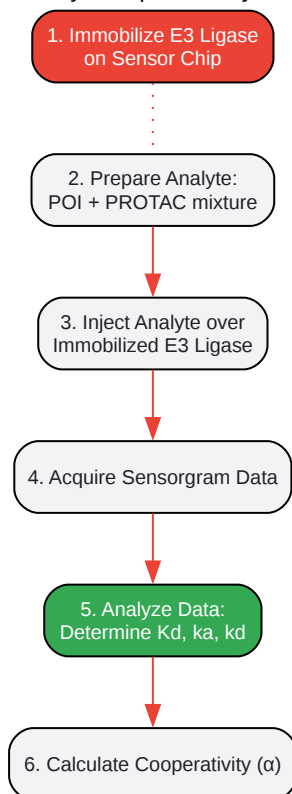 1. Immobilize E3 Ligase
on Sensor Chip
2. Prepare Analyte:
POI + PROTAC mixture
3. Inject Analyte over
Immobilized E3 Ligase
4. Acquire Sensorgram Data
5. Analyze Data:
Determine Kd, ka, kd
6. Calculate Cooperativity (α)